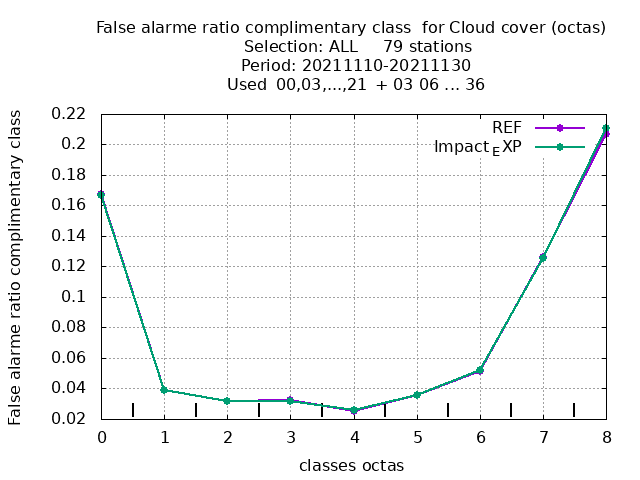 False alarme ratio complimentary class  for Cloud cover (octas)
Selection: ALL     79 stations
Period: 20211110-20211130
Used  00,03,...,21  + 03 06 ... 36
False alarme ratio complimentary class
0.22
0.2
0.18
0.16
0.14
0.12
0.1
0.08
0.06
0.04
0.02
REF
Impact_EXP
0 1 2 3 4 5 6 7 8
classes octas